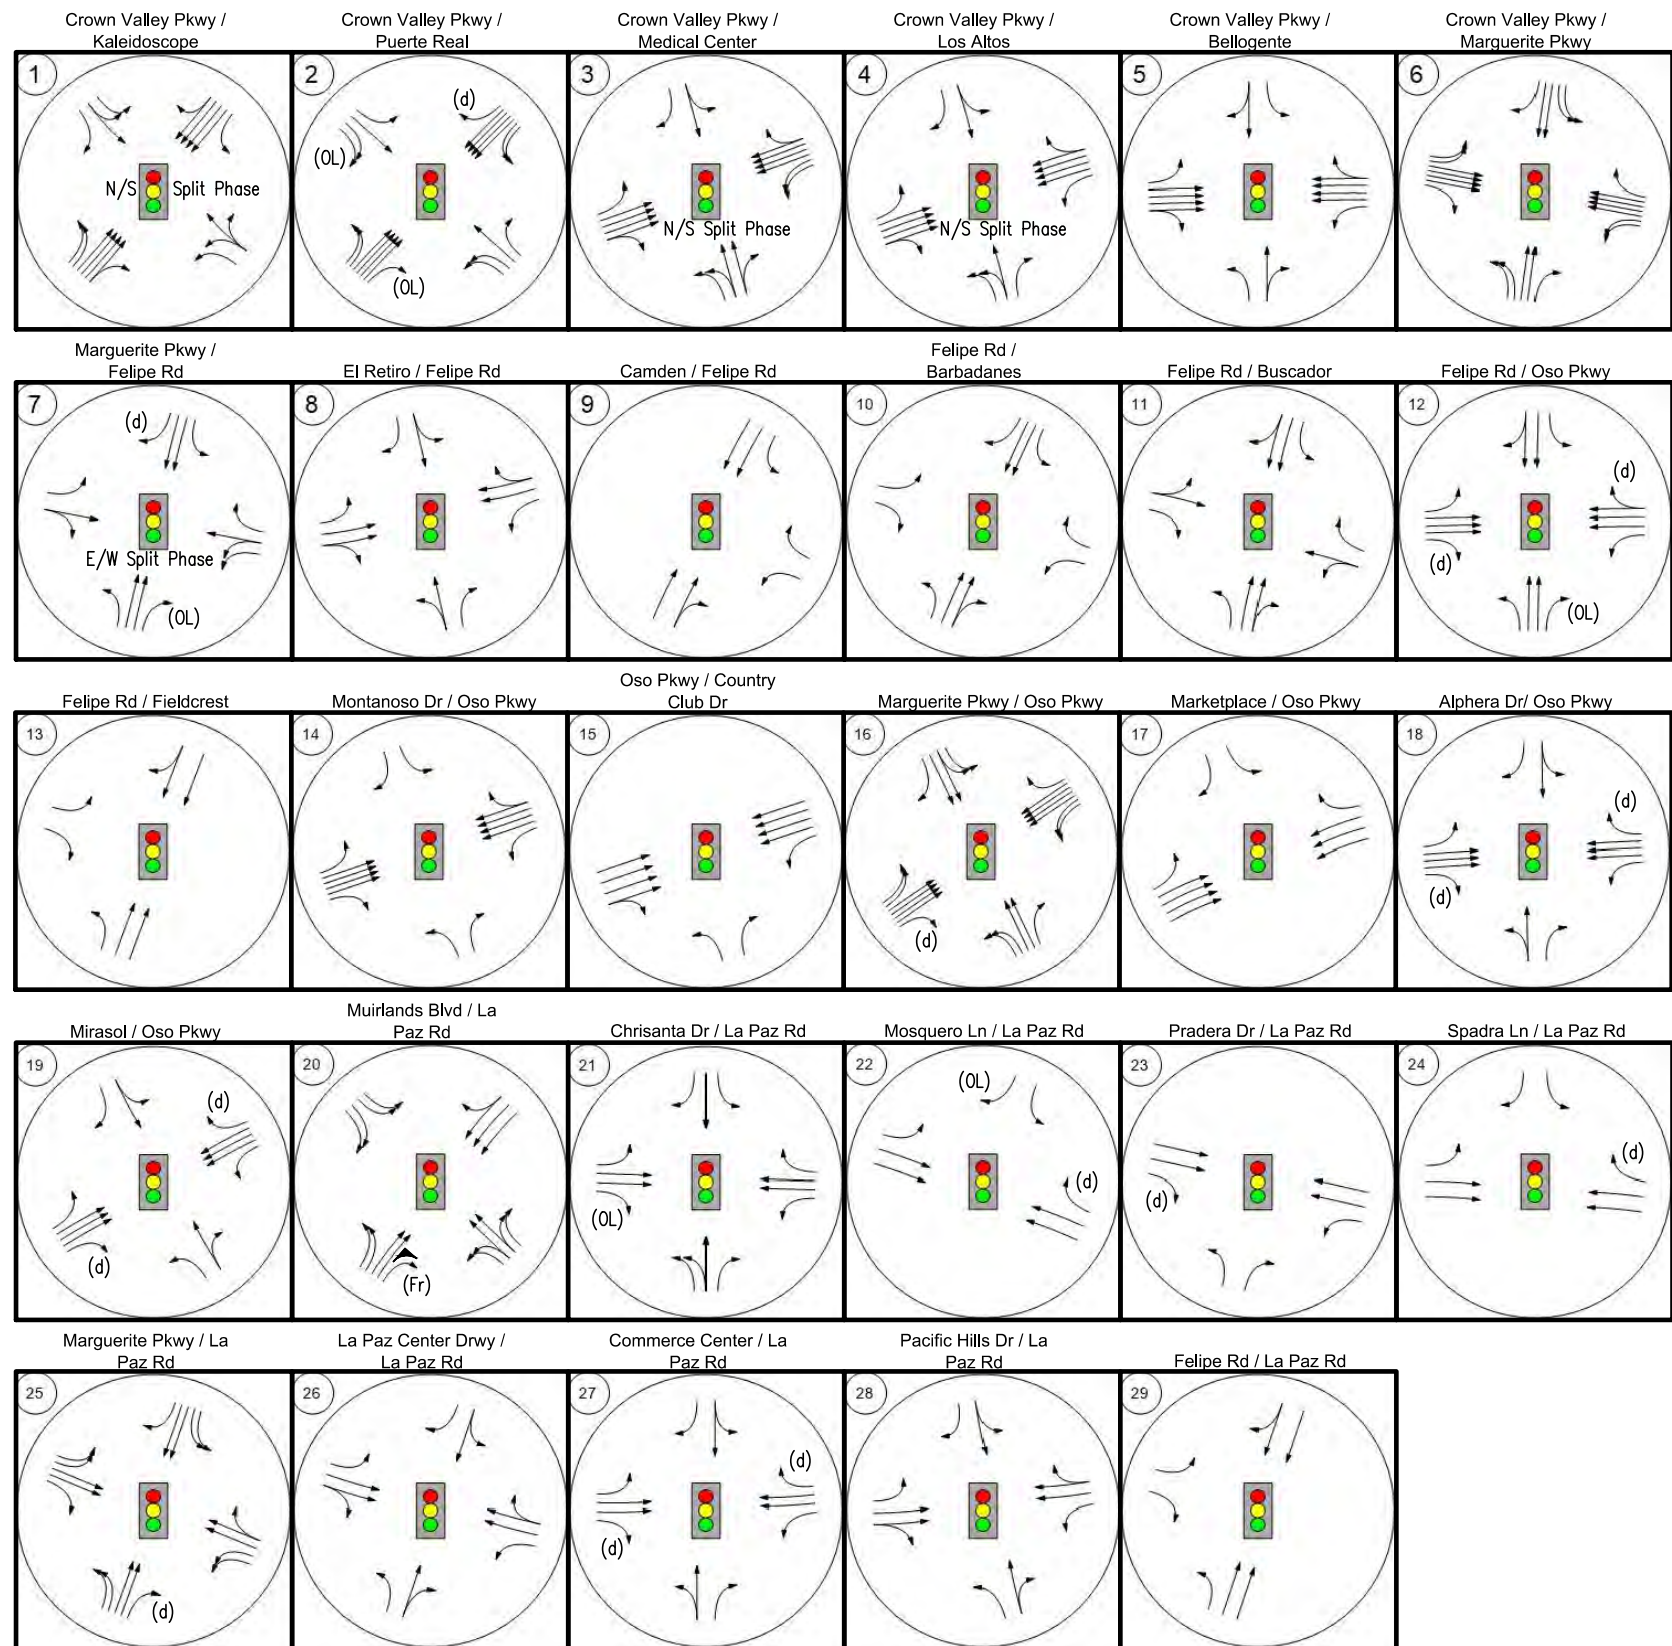 Crown Valley Pkwy /
Kaleidoscope
Crown Valley Pkwy /
Puerte Real
Crown Valley Pkwy /
Medical Center
Crown Valley Pkwy /
Los Altos
Crown Valley Pkwy /
Bellogente
Crown Valley Pkwy /
Marguerite Pkwy
1
N/S Split Phase
2
(d)
(OL)
(OL)
3
N/S Split Phase
4
N/S Split Phase
5
6
Marguerite Pkwy /
Felipe Rd
El Retiro / Felipe Rd
Camden / Felipe Rd
Felipe Rd /
Barbadanes
Felipe Rd / Buscador
Felipe Rd / Oso Pkwy
7
(d)
E/W Split Phase
(OL)
8
9
10
11
12
(d)
(d)
(OL)
Felipe Rd / Fieldcrest
Montanoso Dr / Oso Pkwy
Oso Pkwy / Country
Club Dr
Marguerite Pkwy / Oso Pkwy
Marketplace / Oso Pkwy
Alphera Dr/ Oso Pkwy
13
14
15
16
(d)
17
18
(d)
(d)
Mirasol / Oso Pkwy
Muirlands Blvd / La
Paz Rd
Chrisanta Dr / La Paz Rd
Mosquero Ln / La Paz Rd
Pradera Dr / La Paz Rd
Spadra Ln / La Paz Rd
19
(d)
(d)
20
(Fr)
21
(OL)
22
(OL)
(d)
23
(d)
24
(d)
Marguerite Pkwy / La
Paz Rd
La Paz Center Drwy /
La Paz Rd
Commerce Center / La
Paz Rd
Pacific Hills Dr / La
Paz Rd
Felipe Rd / La Paz Rd
25
(d)
26
27
(d)
(d)
28
29